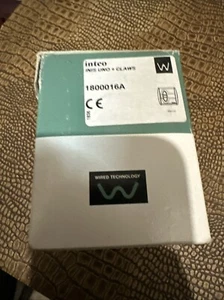 inteo
INIS UNO + CLAWS
W
1800016A
CE
WIRED TECHNOLOGY
W